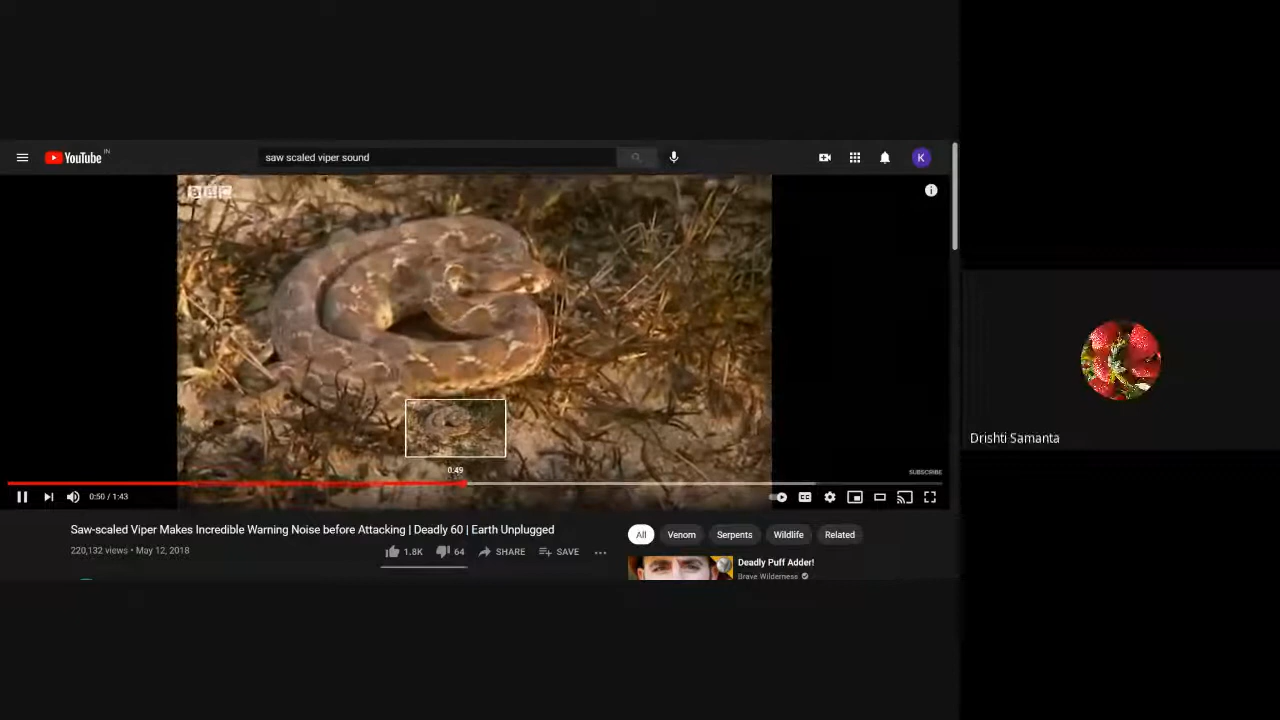 YouTube IN
saw scaled viper sound
K
BBC
0:49
SUBSCRIBE
0:50 / 1:43
CC
Saw-scaled Viper Makes Incredible Warning Noise before Attacking | Deadly 60 | Earth Unplugged
220,132 views • May 12, 2018
1.8K 64 SHARE SAVE
All Venom Serpents Wildlife Related
Deadly Puff Adder!
Brave Wilderness
Drishti Samanta